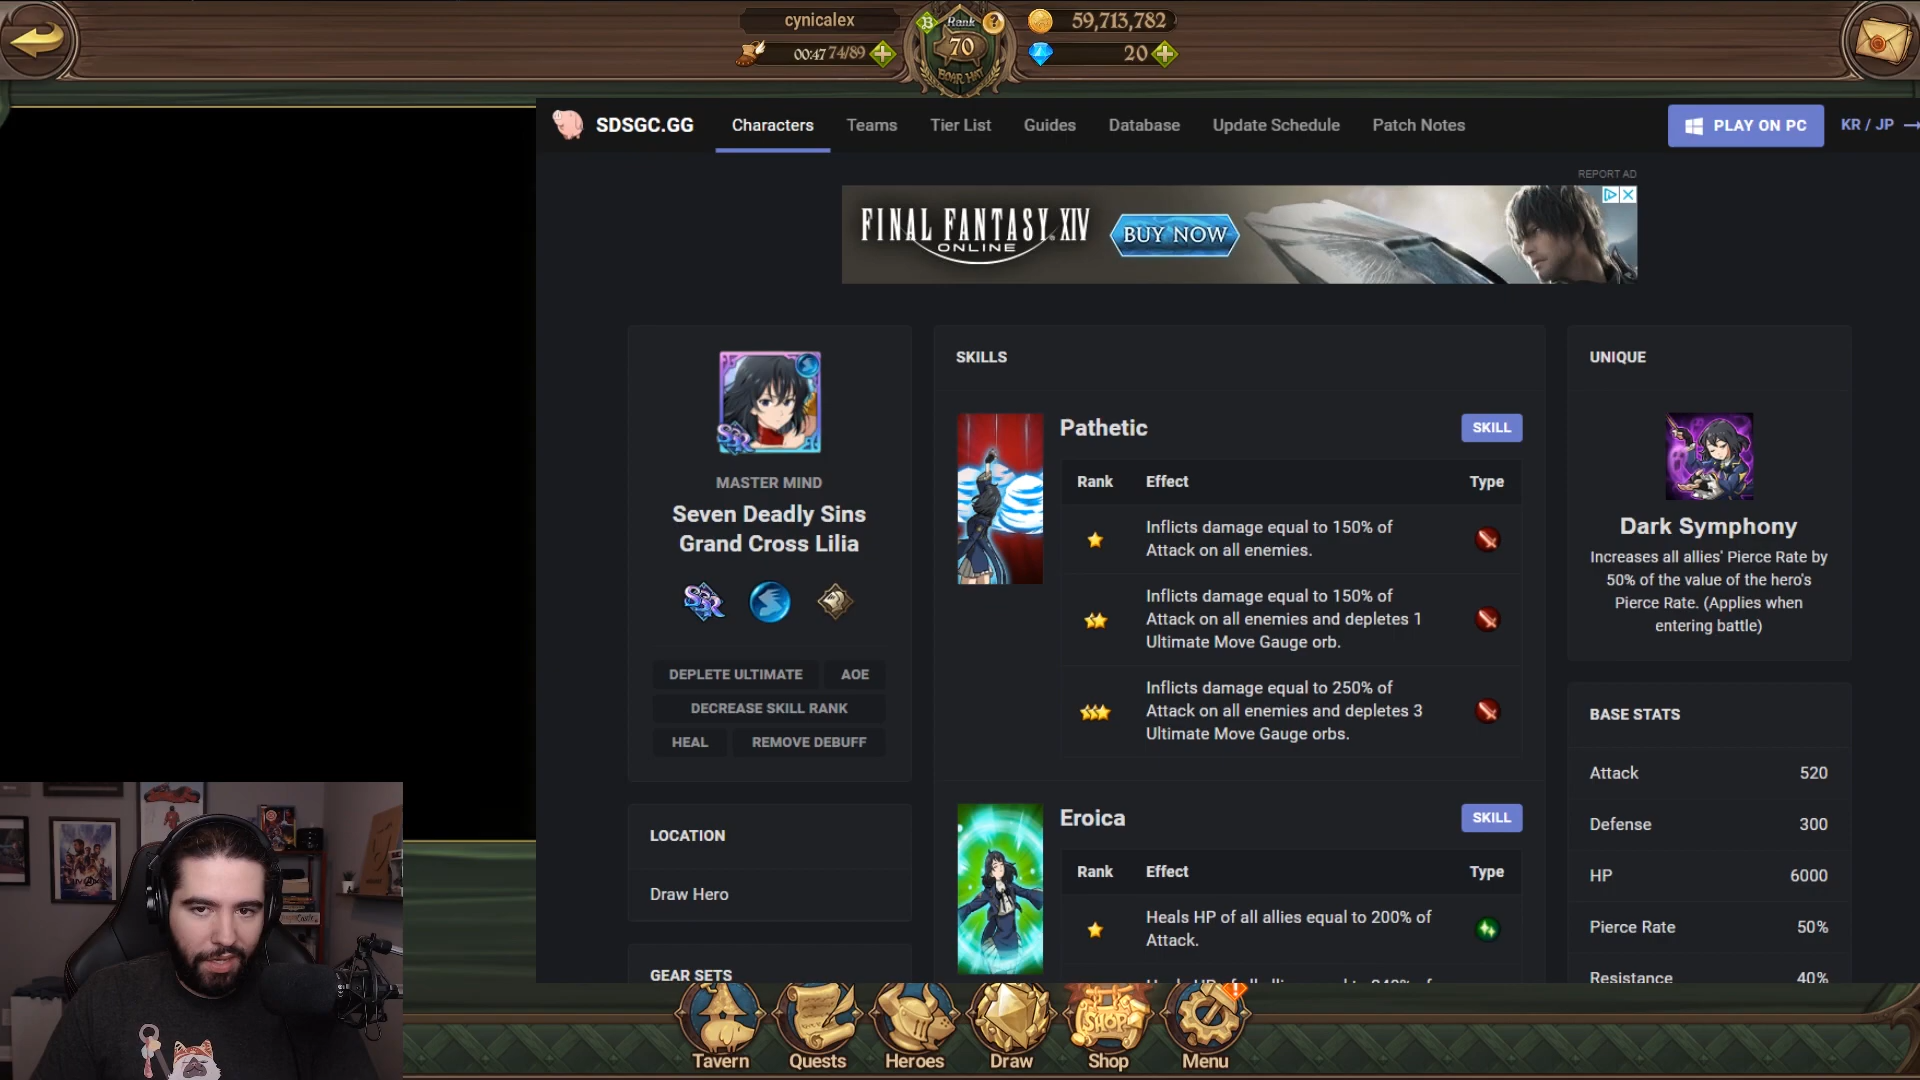 cynicalex
00:47 74/89
B
Rank
?
70
BOAR HAT
59,713,782
20
SDSGC.GG
Characters
Teams
Tier List
Guides
Database
Update Schedule
Patch Notes
PLAY ON PC
KR / JP →
REPORT AD
FINAL FANTASY XIV
ONLINE
BUY NOW
SSR
MASTER MIND
Seven Deadly Sins
Grand Cross Lilia
SSR
DEPLETE ULTIMATE
AOE
DECREASE SKILL RANK
HEAL
REMOVE DEBUFF
LOCATION
Draw Hero
GEAR SETS
SKILLS
Pathetic
SKILL
Rank
Effect
Type
Inflicts damage equal to 150% of
Attack on all enemies.
Inflicts damage equal to 150% of
Attack on all enemies and depletes 1
Ultimate Move Gauge orb.
Inflicts damage equal to 250% of
Attack on all enemies and depletes 3
Ultimate Move Gauge orbs.
Eroica
SKILL
Rank
Effect
Type
Heals HP of all allies equal to 200% of
Attack.
UNIQUE
Dark Symphony
Increases all allies' Pierce Rate by
50% of the value of the hero's
Pierce Rate. (Applies when
entering battle)
BASE STATS
Attack 520
Defense 300
HP 6000
Pierce Rate 50%
Resistance 40%
SHOP
Tavern
Quests
Heroes
Draw
Shop
Menu